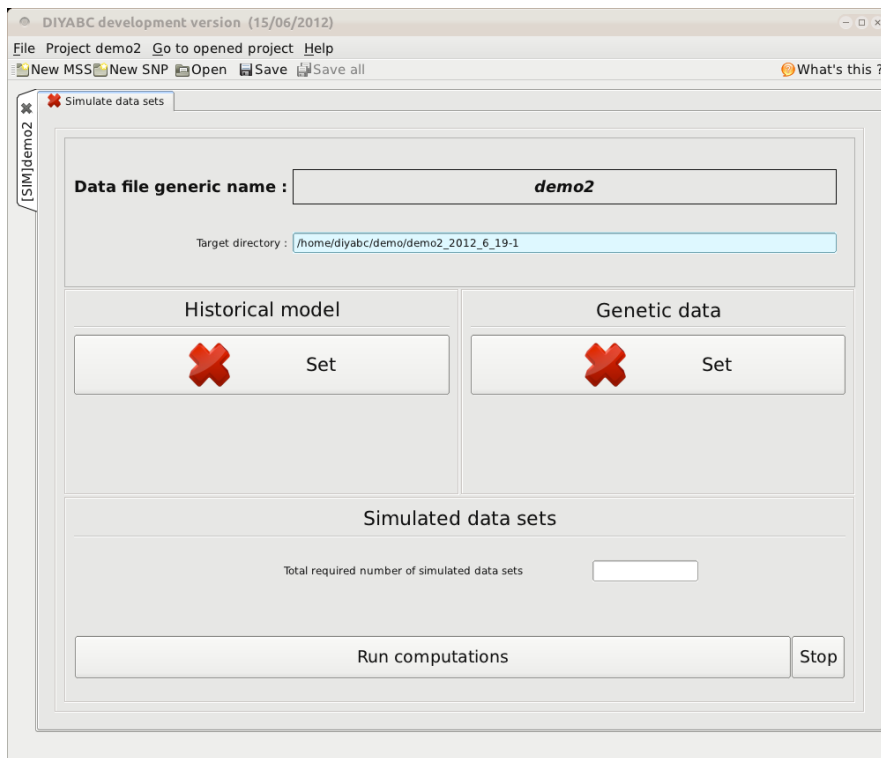 DIYABC development version (15/06/2012)
File Project demo2 Go to opened project Help
New MSS New SNP Open Save Save all What's this ?
[SIM]demo2
Simulate data sets
Data file generic name : demo2
Target directory : /home/diyabc/demo/demo2_2012_6_19-1
Historical model Genetic data
Set Set
Simulated data sets
Total required number of simulated data sets
Run computations Stop